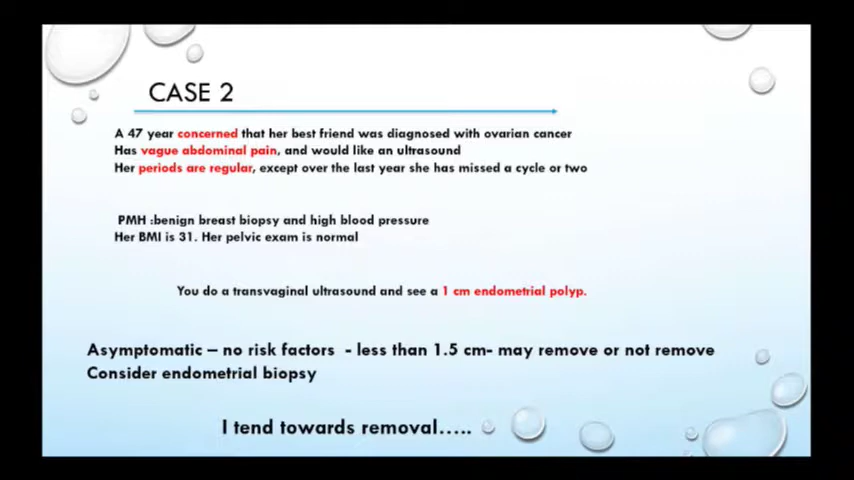 CASE 2
A 47 year concerned that her best friend was diagnosed with ovarian cancer
Has vague abdominal pain, and would like an ultrasound
Her periods are regular, except over the last year she has missed a cycle or two
PMH :benign breast biopsy and high blood pressure
Her BMI is 31. Her pelvic exam is normal
You do a transvaginal ultrasound and see a 1 cm endometrial polyp.
Asymptomatic – no risk factors - less than 1.5 cm- may remove or not remove
Consider endometrial biopsy
I tend towards removal…..